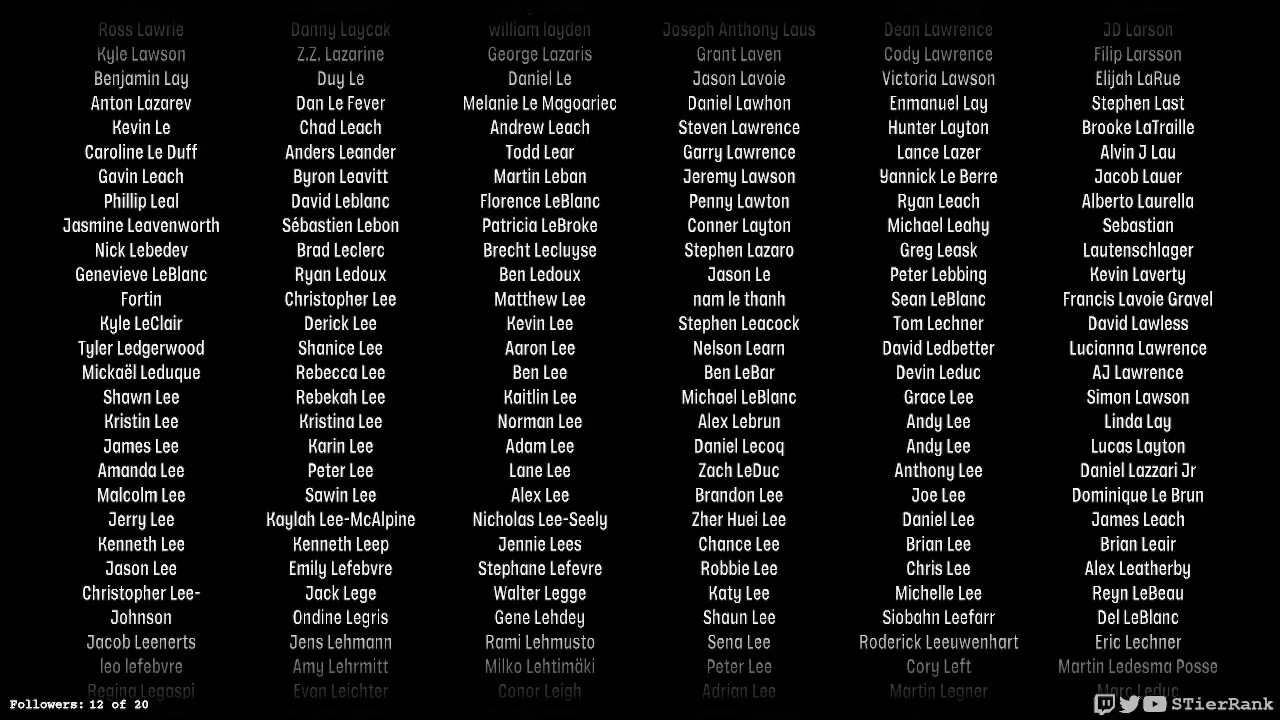 Ross Lawrie
Danny Laycak
william layden
Joseph Anthony Laus
Dean Lawrence
JD Larson
Kyle Lawson
Z.Z. Lazarine
George Lazaris
Grant Laven
Cody Lawrence
Filip Larsson
Benjamin Lay
Duy Le
Daniel Le
Jason Lavoie
Victoria Lawson
Elijah LaRue
Anton Lazarev
Dan Le Fever
Melanie Le Magoariec
Daniel Lawhon
Enmanuel Lay
Stephen Last
Kevin Le
Chad Leach
Andrew Leach
Steven Lawrence
Hunter Layton
Brooke LaTraille
Caroline Le Duff
Anders Leander
Todd Lear
Garry Lawrence
Lance Lazer
Alvin J Lau
Gavin Leach
Byron Leavitt
Martin Leban
Jeremy Lawson
Yannick Le Berre
Jacob Lauer
Phillip Leal
David Leblanc
Florence LeBlanc
Penny Lawton
Ryan Leach
Alberto Laurella
Jasmine Leavenworth
Sébastien Lebon
Patricia LeBroke
Conner Layton
Michael Leahy
Sebastian
Nick Lebedev
Brad Leclerc
Brecht Lecluyse
Stephen Lazaro
Greg Leask
Lautenschlager
Genevieve LeBlanc
Ryan Ledoux
Ben Ledoux
Jason Le
Peter Lebbing
Kevin Laverty
Fortin
Christopher Lee
Matthew Lee
nam le thanh
Sean LeBlanc
Francis Lavoie Gravel
Kyle LeClair
Derick Lee
Kevin Lee
Stephen Leacock
Tom Lechner
David Lawless
Tyler Ledgerwood
Shanice Lee
Aaron Lee
Nelson Learn
David Ledbetter
Lucianna Lawrence
Mickaël Leduque
Rebecca Lee
Ben Lee
Ben LeBar
Devin Leduc
AJ Lawrence
Shawn Lee
Rebekah Lee
Kaitlin Lee
Michael LeBlanc
Grace Lee
Simon Lawson
Kristin Lee
Kristina Lee
Norman Lee
Alex Lebrun
Andy Lee
Linda Lay
James Lee
Karin Lee
Adam Lee
Daniel Lecoq
Andy Lee
Lucas Layton
Amanda Lee
Peter Lee
Lane Lee
Zach LeDuc
Anthony Lee
Daniel Lazzari Jr
Malcolm Lee
Sawin Lee
Alex Lee
Brandon Lee
Joe Lee
Dominique Le Brun
Jerry Lee
Kaylah Lee-McAlpine
Nicholas Lee-Seely
Zher Huei Lee
Daniel Lee
James Leach
Kenneth Lee
Kenneth Leep
Jennie Lees
Chance Lee
Brian Lee
Brian Leair
Jason Lee
Emily Lefebvre
Stephane Lefevre
Robbie Lee
Chris Lee
Alex Leatherby
Christopher Lee-
Jack Lege
Walter Legge
Katy Lee
Michelle Lee
Reyn LeBeau
Johnson
Ondine Legris
Gene Lehdey
Shaun Lee
Siobahn Leefarr
Del LeBlanc
Jacob Leenerts
Jens Lehmann
Rami Lehmusto
Sena Lee
Roderick Leeuwenhart
Eric Lechner
leo lefebvre
Amy Lehrmitt
Milko Lehtimäki
Peter Lee
Cory Left
Martin Ledesma Posse
Regina Legaspi
Evan Leichter
Conor Leigh
Adrian Lee
Martin Legner
Marc Leduc
Followers: 12 of 20
STierRank